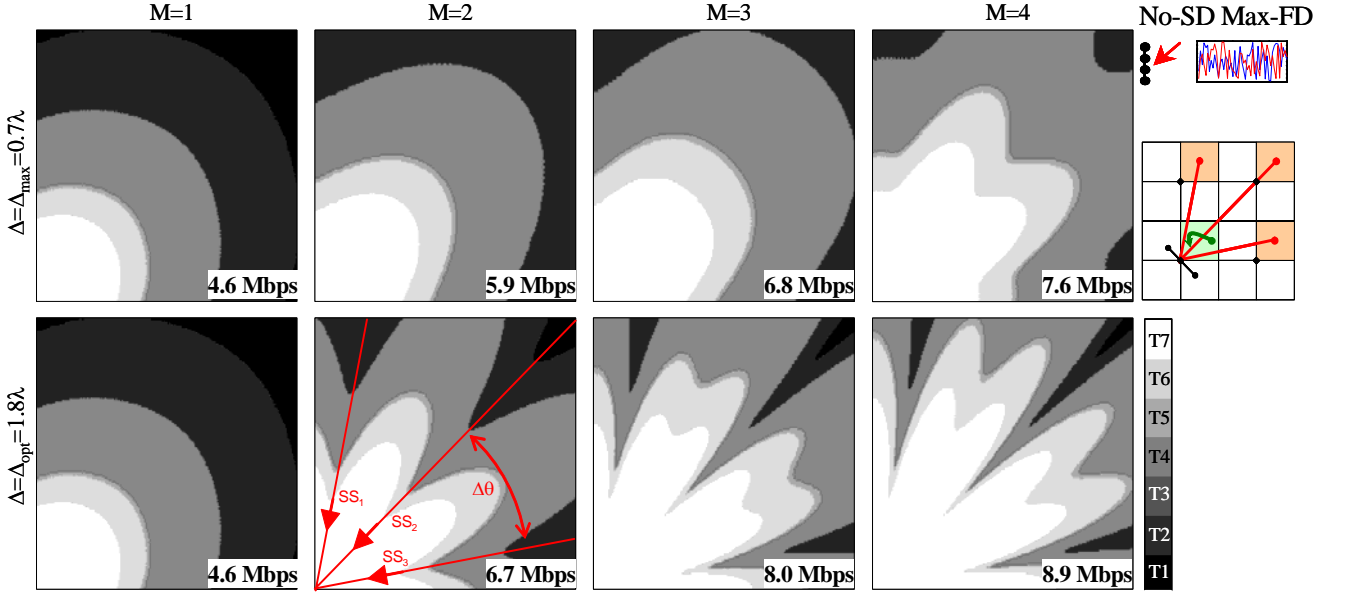 M=1
M=2
M=3
M=4
No-SD Max-FD
Δ=Δmax=0.7λ
4.6 Mbps
5.9 Mbps
6.8 Mbps
7.6 Mbps
Δ=Δopt=1.8λ
SS1
SS2
SS3
Δθ
4.6 Mbps
6.7 Mbps
8.0 Mbps
8.9 Mbps
T7
T6
T5
T4
T3
T2
T1